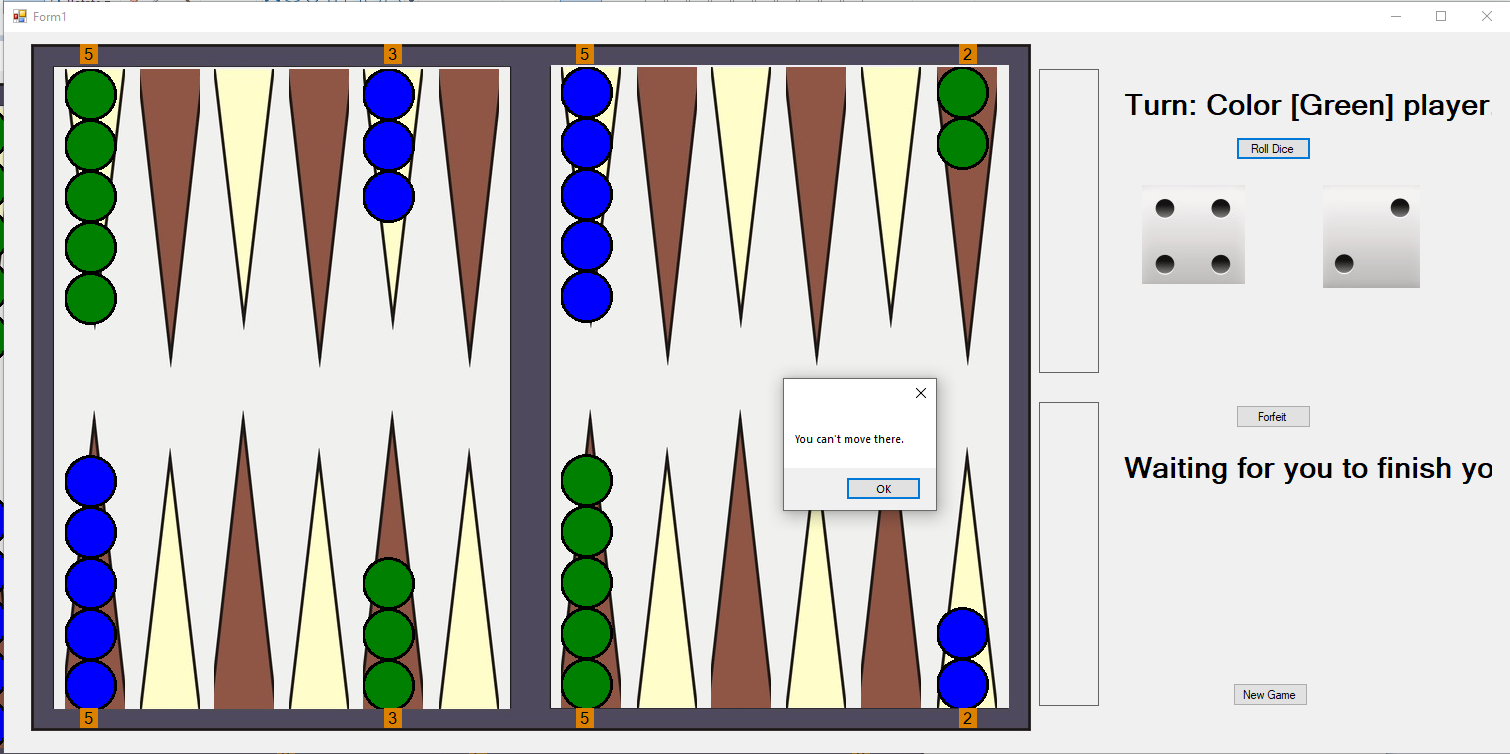 Form1
5 3 5 2
Turn: Color [Green] player
Roll Dice
You can't move there.
OK
Forfeit
Waiting for you to finish yo
New Game
5 3 5 2